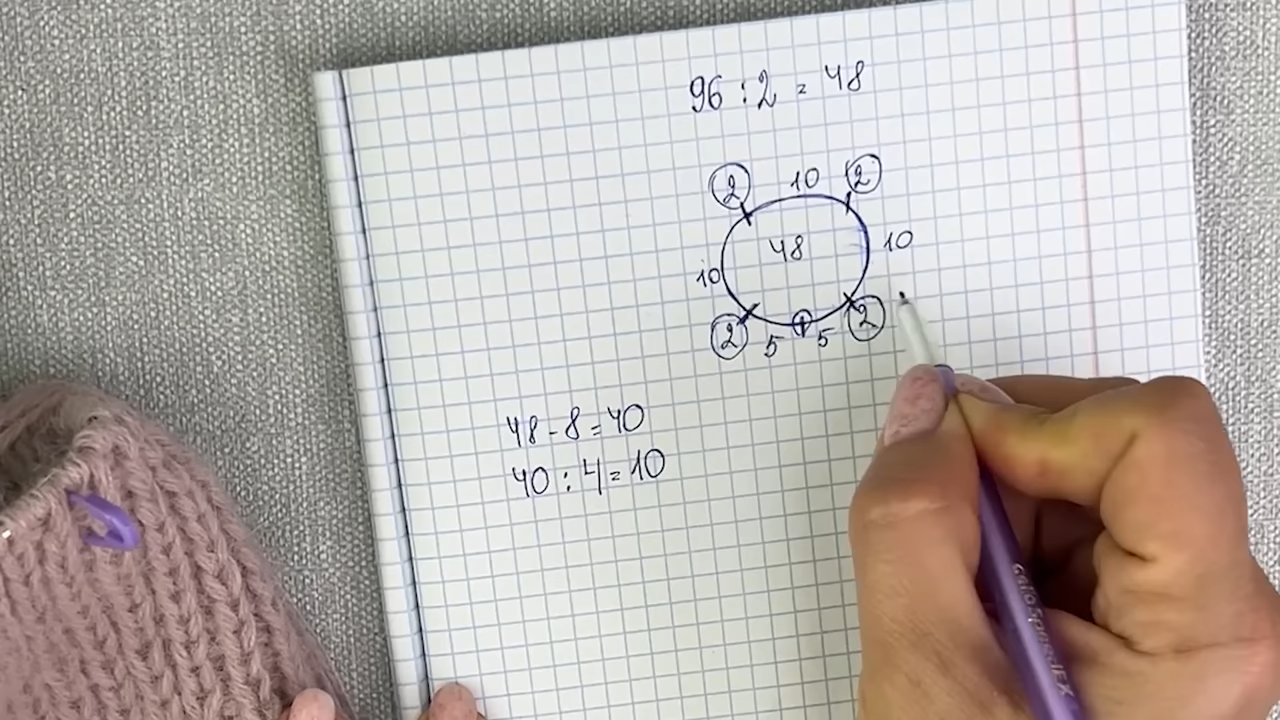 96 : 2 = 48
2 10 2
48
10 10
2 5 5 2
48 - 8 = 40
40 : 4 = 10